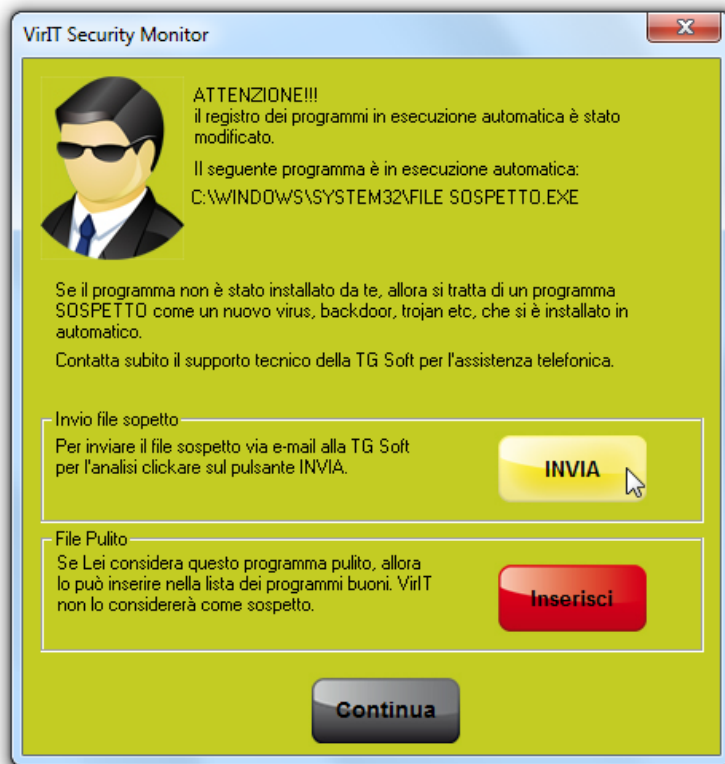 VirIT Security Monitor
ATTENZIONE!!!
il registro dei programmi in esecuzione automatica è stato
modificato.
Il seguente programma è in esecuzione automatica:
C:\WINDOWS\SYSTEM32\FILE SOSPETTO.EXE
Se il programma non è stato installato da te, allora si tratta di un programma
SOSPETTO come un nuovo virus, backdoor, trojan etc, che si è installato in
automatico.
Contatta subito il supporto tecnico della TG Soft per l'assistenza telefonica.
Invio file sopetto
Per inviare il file sospetto via e-mail alla TG Soft
per l'analisi clickare sul pulsante INVIA.
INVIA
File Pulito
Se Lei considera questo programma pulito, allora
lo può inserire nella lista dei programmi buoni. VirIT
non lo considererà come sospetto.
Inserisci
Continua